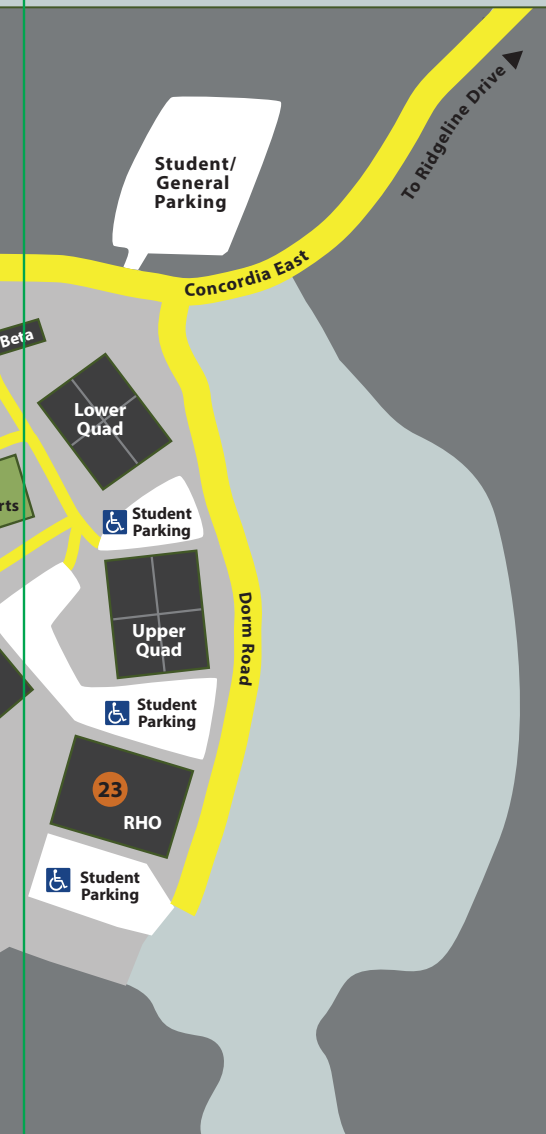 To Ridgeline Drive
Student/
General
Parking
Concordia East
Beta
Lower
Quad
rts
Student
Parking
Dorm Road
Upper
Quad
Student
Parking
23
RHO
Student
Parking